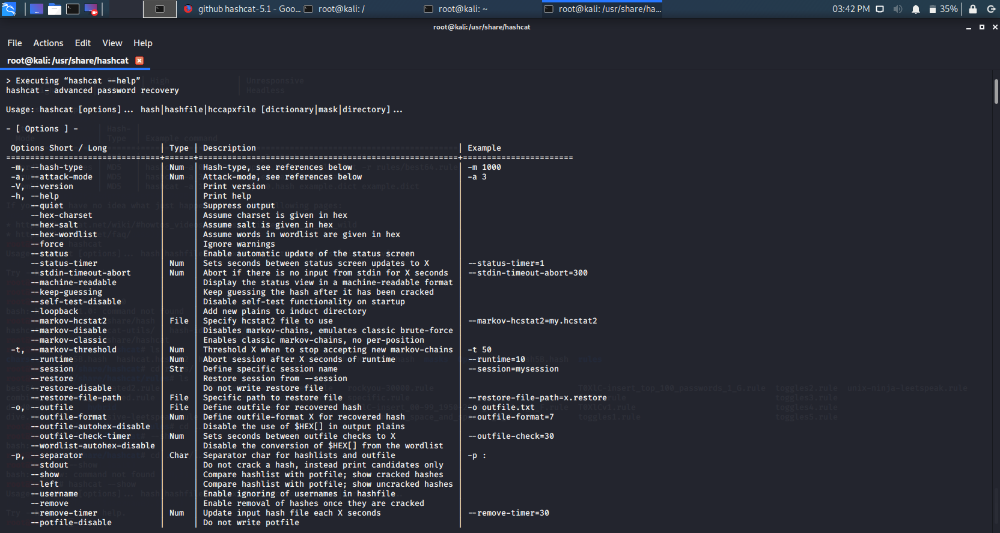 github hashcat-5.1 - Goo...
root@kali: /
root@kali: ~
root@kali: /usr/share/ha...
03:42 PM
35%
root@kali: /usr/share/hashcat
File Actions Edit View Help
root@kali: /usr/share/hashcat
> Executing “hashcat --help”
hashcat - advanced password recovery
Usage: hashcat [options]... hash|hashfile|hccapxfile [dictionary|mask|directory]...
- [ Options ] -
Options Short / Long | Type | Description | Example
================================+======+======================================================+=======================
-m, --hash-type | Num | Hash-type, see references below | -m 1000
-a, --attack-mode | Num | Attack-mode, see references below | -a 3
-V, --version | | Print version |
-h, --help | | Print help |
--quiet | | Suppress output |
--hex-charset | | Assume charset is given in hex |
--hex-salt | | Assume salt is given in hex |
--hex-wordlist | | Assume words in wordlist are given in hex |
--force | | Ignore warnings |
--status | | Enable automatic update of the status screen |
--status-timer | Num | Sets seconds between status screen updates to X | --status-timer=1
--stdin-timeout-abort | Num | Abort if there is no input from stdin for X seconds | --stdin-timeout-abort=300
--machine-readable | | Display the status view in a machine-readable format |
--keep-guessing | | Keep guessing the hash after it has been cracked |
--self-test-disable | | Disable self-test functionality on startup |
--loopback | | Add new plains to induct directory |
--markov-hcstat2 | File | Specify hcstat2 file to use | --markov-hcstat2=my.hcstat2
--markov-disable | | Disables markov-chains, emulates classic brute-force |
--markov-classic | | Enables classic markov-chains, no per-position |
-t, --markov-threshold | Num | Threshold X when to stop accepting new markov-chains | -t 50
--runtime | Num | Abort session after X seconds of runtime | --runtime=10
--session | Str | Define specific session name | --session=mysession
--restore | | Restore session from --session |
--restore-disable | | Do not write restore file |
--restore-file-path | File | Specific path to restore file | --restore-file-path=x.restore
-o, --outfile | File | Define outfile for recovered hash | -o outfile.txt
--outfile-format | Num | Define outfile-format X for recovered hash | --outfile-format=7
--outfile-autohex-disable | | Disable the use of $HEX[] in output plains |
--outfile-check-timer | Num | Sets seconds between outfile checks to X | --outfile-check=30
--wordlist-autohex-disable | | Disable the conversion of $HEX[] from the wordlist |
-p, --separator | Char | Separator char for hashlists and outfile | -p :
--stdout | | Do not crack a hash, instead print candidates only |
--show | | Compare hashlist with potfile; show cracked hashes |
--left | | Compare hashlist with potfile; show uncracked hashes |
--username | | Enable ignoring of usernames in hashfile |
--remove | | Enable removal of hashes once they are cracked |
--remove-timer | Num | Update input hash file each X seconds | --remove-timer=30
--potfile-disable | | Do not write potfile |